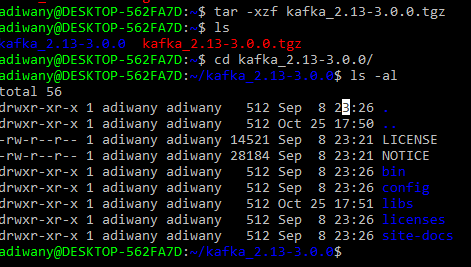 adiwany@DESKTOP-562FA7D:~$ tar -xzf kafka_2.13-3.0.0.tgz
adiwany@DESKTOP-562FA7D:~$ ls
kafka_2.13-3.0.0  kafka_2.13-3.0.0.tgz
adiwany@DESKTOP-562FA7D:~$ cd kafka_2.13-3.0.0/
adiwany@DESKTOP-562FA7D:~/kafka_2.13-3.0.0$ ls -al
total 56
drwxr-xr-x 1 adiwany adiwany   512 Sep  8 23:26 .
drwxr-xr-x 1 adiwany adiwany   512 Oct 25 17:50 ..
-rw-r--r-- 1 adiwany adiwany 14521 Sep  8 23:21 LICENSE
-rw-r--r-- 1 adiwany adiwany 28184 Sep  8 23:21 NOTICE
drwxr-xr-x 1 adiwany adiwany   512 Sep  8 23:26 bin
drwxr-xr-x 1 adiwany adiwany   512 Sep  8 23:26 config
drwxr-xr-x 1 adiwany adiwany   512 Oct 25 17:51 libs
drwxr-xr-x 1 adiwany adiwany   512 Sep  8 23:26 licenses
drwxr-xr-x 1 adiwany adiwany   512 Sep  8 23:26 site-docs
adiwany@DESKTOP-562FA7D:~/kafka_2.13-3.0.0$